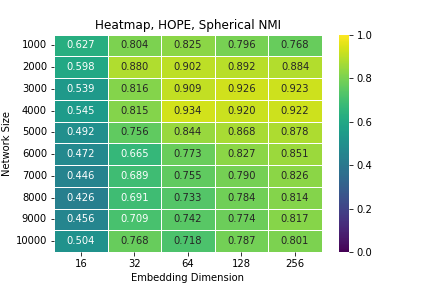 Heatmap, HOPE, Spherical NMI
Network Size
1000 0.627 0.804 0.825 0.796 0.768
2000 0.598 0.880 0.902 0.892 0.884
3000 0.539 0.816 0.909 0.926 0.923
4000 0.545 0.815 0.934 0.920 0.922
5000 0.492 0.756 0.844 0.868 0.878
6000 0.472 0.665 0.773 0.827 0.851
7000 0.446 0.689 0.755 0.790 0.826
8000 0.426 0.691 0.733 0.784 0.814
9000 0.456 0.709 0.742 0.774 0.817
10000 0.504 0.768 0.718 0.787 0.801
16 32 64 128 256
Embedding Dimension
1.0
0.8
0.6
0.4
0.2
0.0